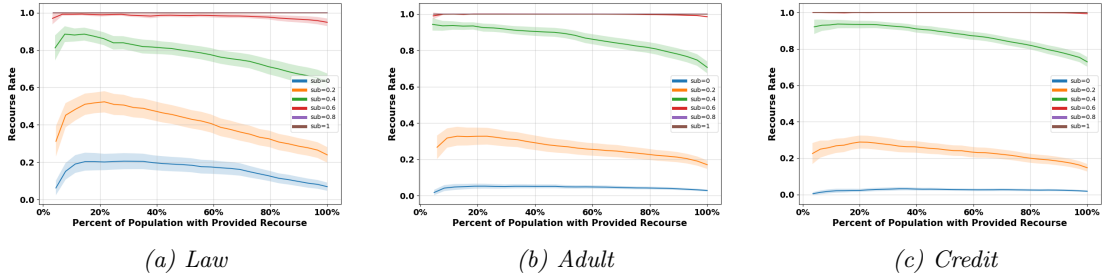 1.0
0.8
0.6
0.4
0.2
0.0
Recourse Rate
sub=0
sub=0.2
sub=0.4
sub=0.6
sub=0.8
sub=1
0% 20% 40% 60% 80% 100%
Percent of Population with Provided Recourse
(a) Law
1.0
0.8
0.6
0.4
0.2
0.0
Recourse Rate
sub=0
sub=0.2
sub=0.4
sub=0.6
sub=0.8
sub=1
0% 20% 40% 60% 80% 100%
Percent of Population with Provided Recourse
(b) Adult
1.0
0.8
0.6
0.4
0.2
0.0
Recourse Rate
sub=0
sub=0.2
sub=0.4
sub=0.6
sub=0.8
sub=1
0% 20% 40% 60% 80% 100%
Percent of Population with Provided Recourse
(c) Credit